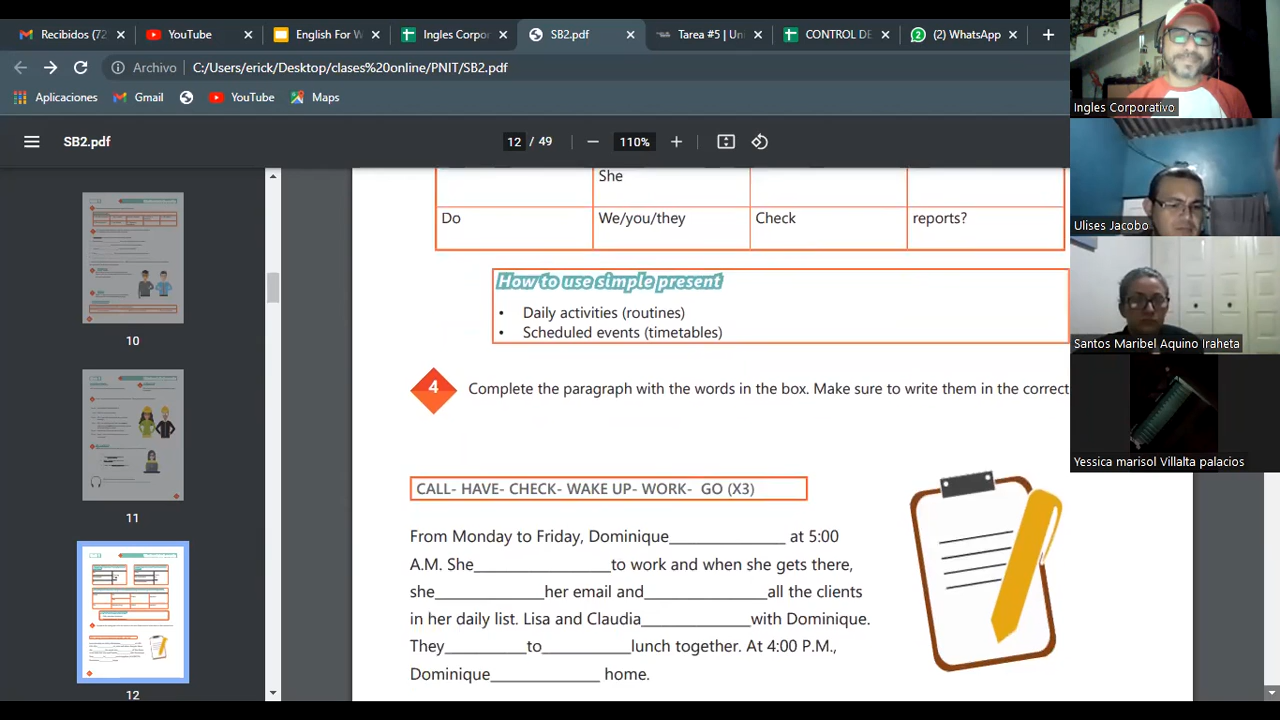 Recibidos (72
YouTube
English For W
Ingles Corpor
SB2.pdf
Tarea #5 | Un
CONTROL DE
(2) WhatsApp
Archivo
C:/Users/erick/Desktop/clases%20online/PNIT/SB2.pdf
Aplicaciones
Gmail
YouTube
Maps
SB2.pdf
12 / 49
110%
10
11
12
She
Do
We/you/they
Check
reports?
How to use simple present
• Daily activities (routines)
• Scheduled events (timetables)
4
Complete the paragraph with the words in the box. Make sure to write them in the correct
CALL- HAVE- CHECK- WAKE UP- WORK- GO (X3)
From Monday to Friday, Dominique_____________ at 5:00
A.M. She________________to work and when she gets there,
she_____________her email and_______________all the clients
in her daily list. Lisa and Claudia_____________with Dominique.
They__________to___________lunch together. At 4:00 P.M.,
Dominique_____________ home.
Ingles Corporativo
Ulises Jacobo
Santos Maribel Aquino Iraheta
Yessica marisol Villalta palacios